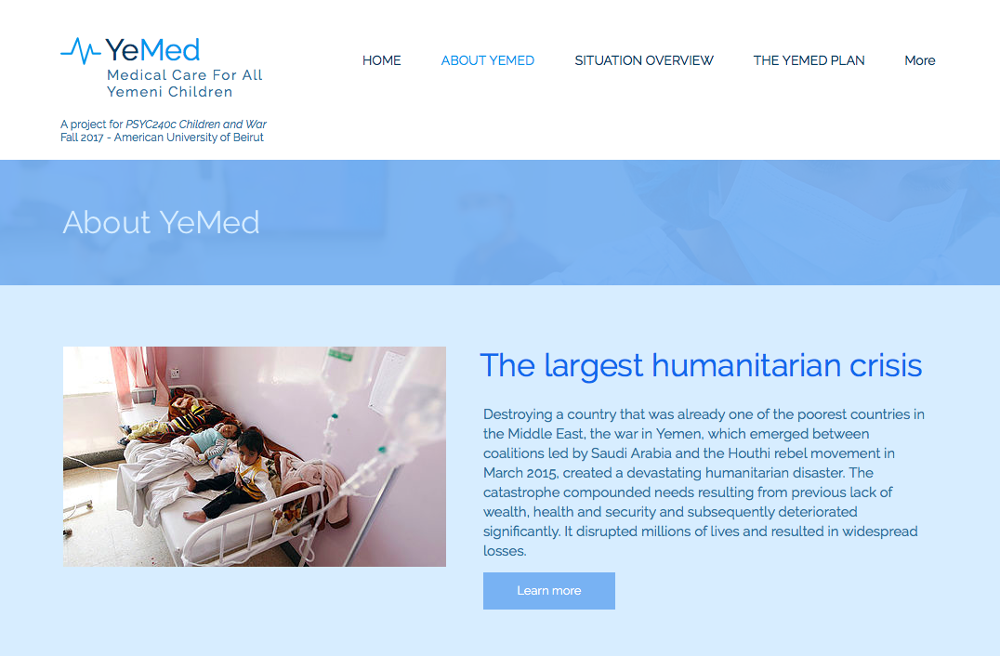 YeMed
Medical Care For All
Yemeni Children
A project for PSYC240c Children and War
Fall 2017 - American University of Beirut
HOME
ABOUT YEMED
SITUATION OVERVIEW
THE YEMED PLAN
More
About YeMed
The largest humanitarian crisis
Destroying a country that was already one of the poorest countries in
the Middle East, the war in Yemen, which emerged between
coalitions led by Saudi Arabia and the Houthi rebel movement in
March 2015, created a devastating humanitarian disaster. The
catastrophe compounded needs resulting from previous lack of
wealth, health and security and subsequently deteriorated
significantly. It disrupted millions of lives and resulted in widespread
losses.
Learn more